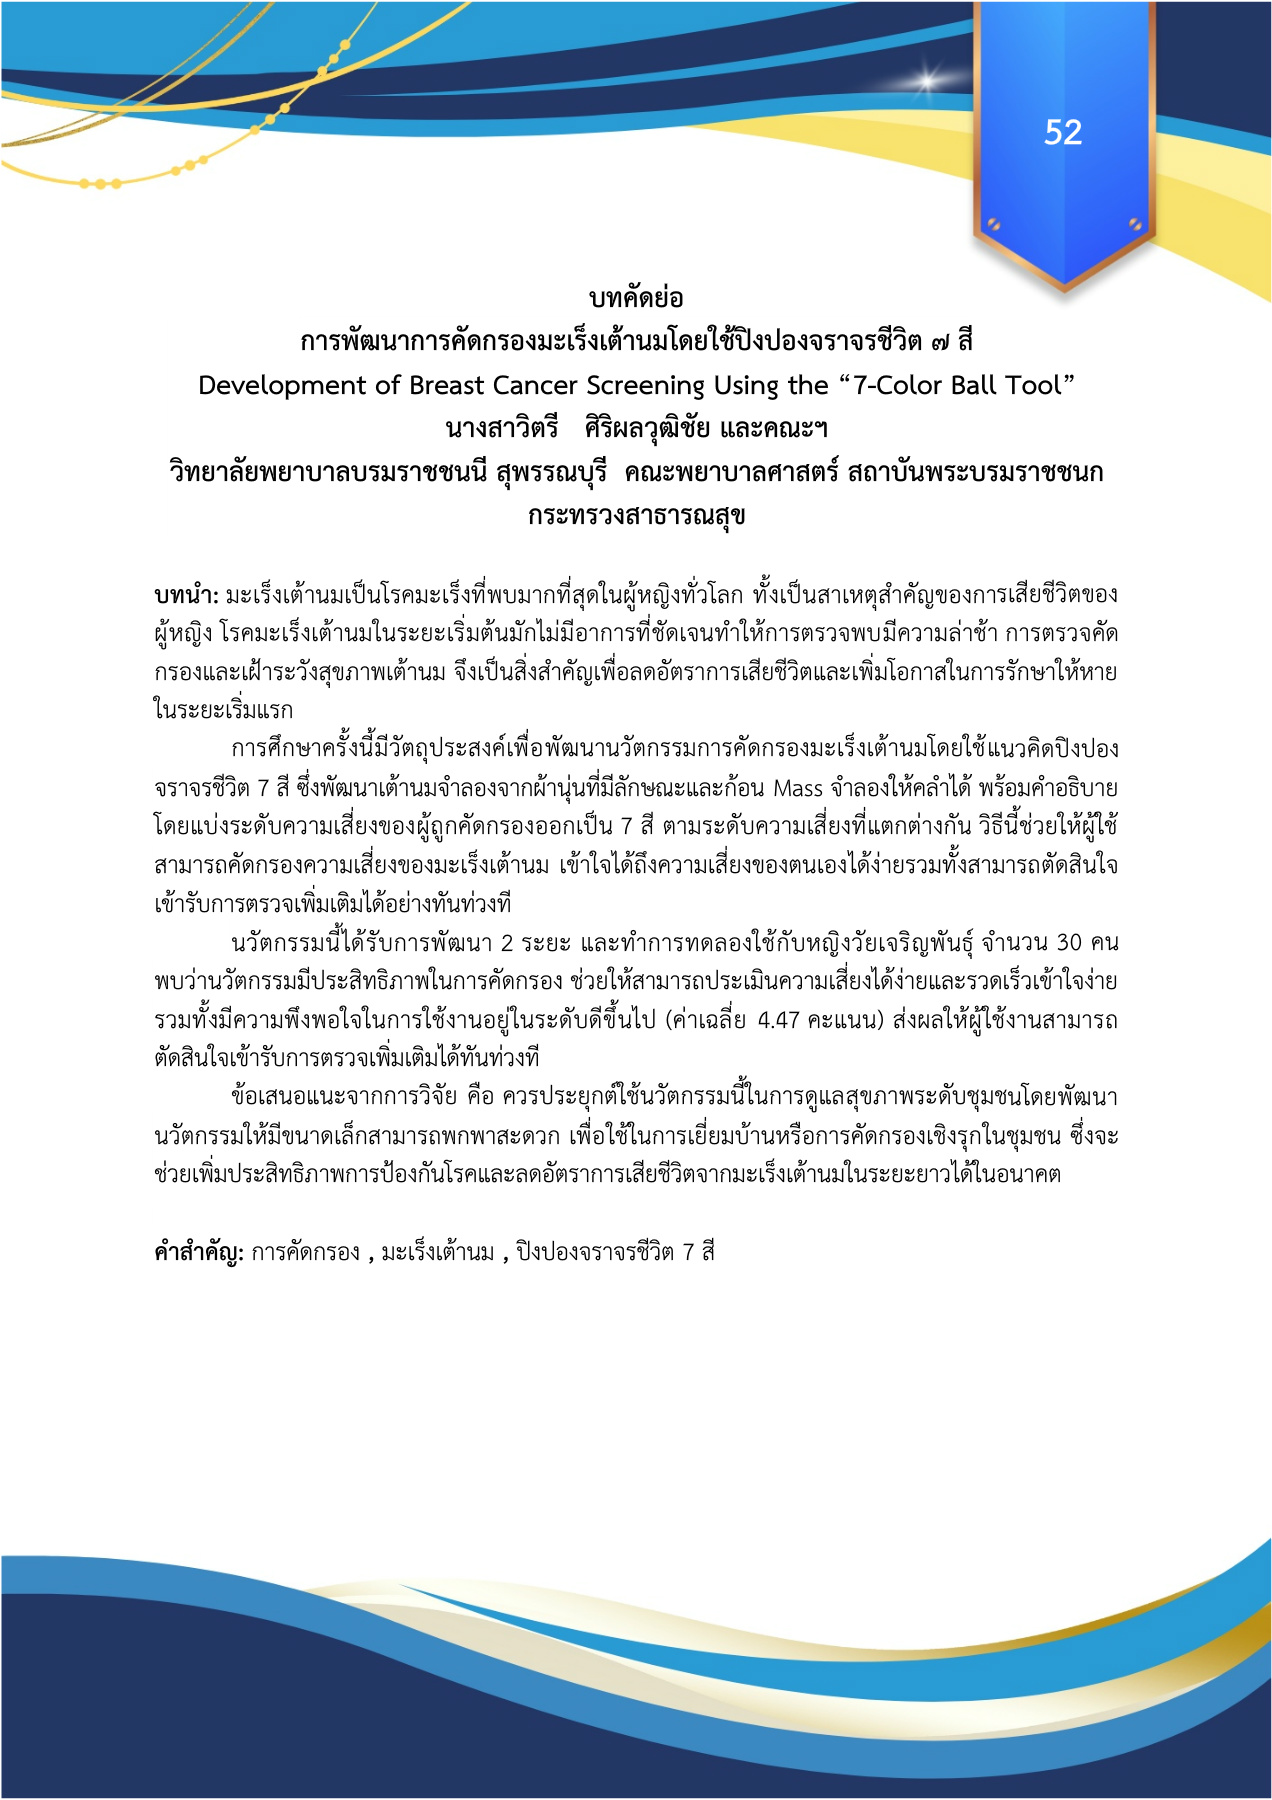 52
บทคัดย่อ
การพัฒนาการคัดกรองมะเร็งเต้านมโดยใช้ปิงปองจราจรชีวิต ๗ สี
Development of Breast Cancer Screening Using the “7-Color Ball Tool”
นางสาวิตรี ศิริผลวุฒิชัย และคณะฯ
วิทยาลัยพยาบาลบรมราชชนนี สุพรรณบุรี คณะพยาบาลศาสตร์ สถาบันพระบรมราชชนก
กระทรวงสาธารณสุข
บทนำ: มะเร็งเต้านมเป็นโรคมะเร็งที่พบมากที่สุดในผู้หญิงทั่วโลก ทั้งเป็นสาเหตุสำคัญของการเสียชีวิตของ
ผู้หญิง โรคมะเร็งเต้านมในระยะเริ่มต้นมักไม่มีอาการที่ชัดเจนทำให้การตรวจพบมีความล่าช้า การตรวจคัด
กรองและเฝ้าระวังสุขภาพเต้านม จึงเป็นสิ่งสำคัญเพื่อลดอัตราการเสียชีวิตและเพิ่มโอกาสในการรักษาให้หาย
ในระยะเริ่มแรก
การศึกษาครั้งนี้มีวัตถุประสงค์เพื่อพัฒนานวัตกรรมการคัดกรองมะเร็งเต้านมโดยใช้แนวคิดปิงปอง
จราจรชีวิต 7 สี ซึ่งพัฒนาเต้านมจำลองจากผ้านุ่นที่มีลักษณะและก้อน Mass จำลองให้คลำได้ พร้อมคำอธิบาย
โดยแบ่งระดับความเสี่ยงของผู้ถูกคัดกรองออกเป็น 7 สี ตามระดับความเสี่ยงที่แตกต่างกัน วิธีนี้ช่วยให้ผู้ใช้
สามารถคัดกรองความเสี่ยงของมะเร็งเต้านม เข้าใจได้ถึงความเสี่ยงของตนเองได้ง่ายรวมทั้งสามารถตัดสินใจ
เข้ารับการตรวจเพิ่มเติมได้อย่างทันท่วงที
นวัตกรรมนี้ได้รับการพัฒนา 2 ระยะ และทำการทดลองใช้กับหญิงวัยเจริญพันธุ์ จำนวน 30 คน
พบว่านวัตกรรมมีประสิทธิภาพในการคัดกรอง ช่วยให้สามารถประเมินความเสี่ยงได้ง่ายและรวดเร็วเข้าใจง่าย
รวมทั้งมีความพึงพอใจในการใช้งานอยู่ในระดับดีขึ้นไป (ค่าเฉลี่ย 4.47 คะแนน) ส่งผลให้ผู้ใช้งานสามารถ
ตัดสินใจเข้ารับการตรวจเพิ่มเติมได้ทันท่วงที
ข้อเสนอแนะจากการวิจัย คือ ควรประยุกต์ใช้นวัตกรรมนี้ในการดูแลสุขภาพระดับชุมชนโดยพัฒนา
นวัตกรรมให้มีขนาดเล็กสามารถพกพาสะดวก เพื่อใช้ในการเยี่ยมบ้านหรือการคัดกรองเชิงรุกในชุมชน ซึ่งจะ
ช่วยเพิ่มประสิทธิภาพการป้องกันโรคและลดอัตราการเสียชีวิตจากมะเร็งเต้านมในระยะยาวได้ในอนาคต
คำสำคัญ: การคัดกรอง , มะเร็งเต้านม , ปิงปองจราจรชีวิต 7 สี